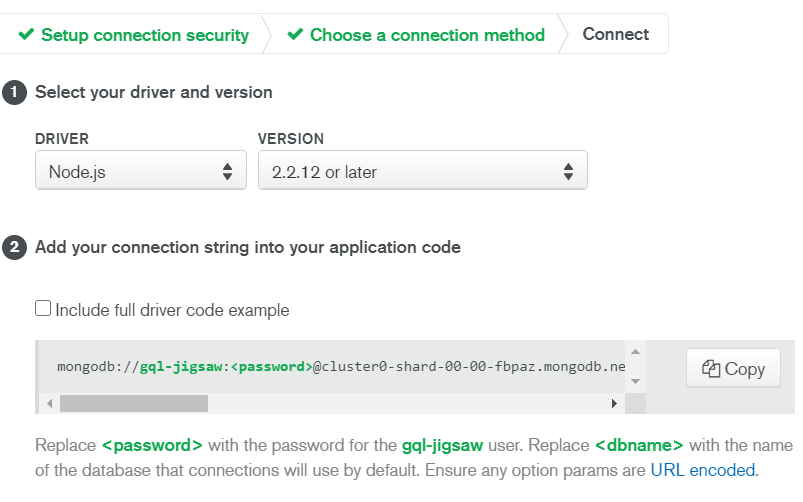 Setup connection security Choose a connection method Connect
1 Select your driver and version
DRIVER VERSION
Node.js 2.2.12 or later
2 Add your connection string into your application code
Include full driver code example
mongodb://gql-jigsaw:<password>@cluster0-shard-00-00-fbpaz.mongodb.ne
Copy
Replace <password> with the password for the gql-jigsaw user. Replace <dbname> with the name
of the database that connections will use by default. Ensure any option params are URL encoded.